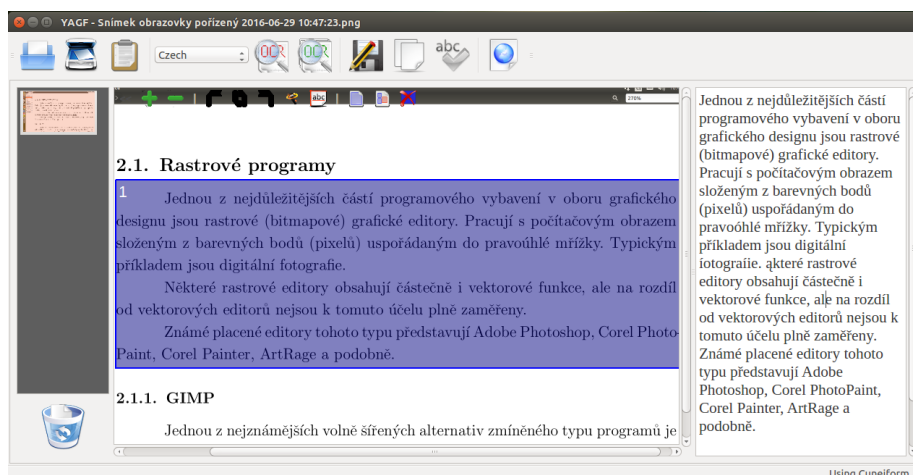 YAGF - Snímek obrazovky pořízený 2016-06-29 10:47:23.png
Czech
OCR
OCR
abc
abc
270%
2.1. Rastrové programy
1
Jednou z nejdůležitějších částí programového vybavení v oboru grafického
designu jsou rastrové (bitmapové) grafické editory. Pracují s počítačovým obrazem
složeným z barevných bodů (pixelů) uspořádaným do pravoúhlé mřížky. Typickým
příkladem jsou digitální fotografie.
Některé rastrové editory obsahují částečně i vektorové funkce, ale na rozdíl
od vektorových editorů nejsou k tomuto účelu plně zaměřeny.
Známé placené editory tohoto typu představují Adobe Photoshop, Corel Photo-
Paint, Corel Painter, ArtRage a podobně.
2.1.1. GIMP
Jednou z nejznámějších volně šířených alternativ zmíněného typu programů je
Jednou z nejdůležitějších částí
programového vybavení v oboru
grafického designu jsou rastrové
(bitmapové) grafické editory.
Pracují s počítačovým obrazem
složeným z barevných bodů
(pixelů) uspořádaným do
pravoóhlé mřížky. Typickým
příkladem jsou digitální
íotograíie. ąkteré rastrové
editory obsahují částečně i
vektorové funkce, ale na rozdíl
od vektorových editorů nejsou k
tomuto účelu plně zaměřeny.
Známé placené editory tohoto
typu představují Adobe
Photoshop, Corel PhotoPaint,
Corel Painter, ArtRage a
podobně.
Using Cuneiform